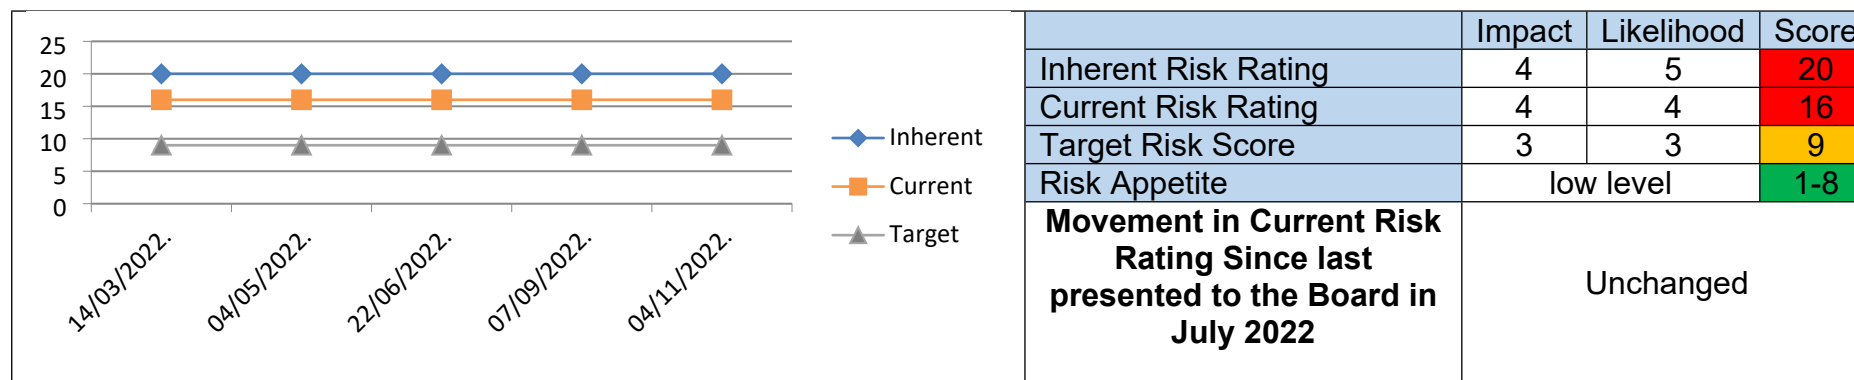 25
20
15
10
5
0
14/03/2022.
04/05/2022.
22/06/2022.
07/09/2022.
04/11/2022.
Inherent
Current
Target
Impact Likelihood Score
Inherent Risk Rating 4 5 20
Current Risk Rating 4 4 16
Target Risk Score 3 3 9
Risk Appetite low level 1-8
Movement in Current Risk
Rating Since last
presented to the Board in
July 2022
Unchanged